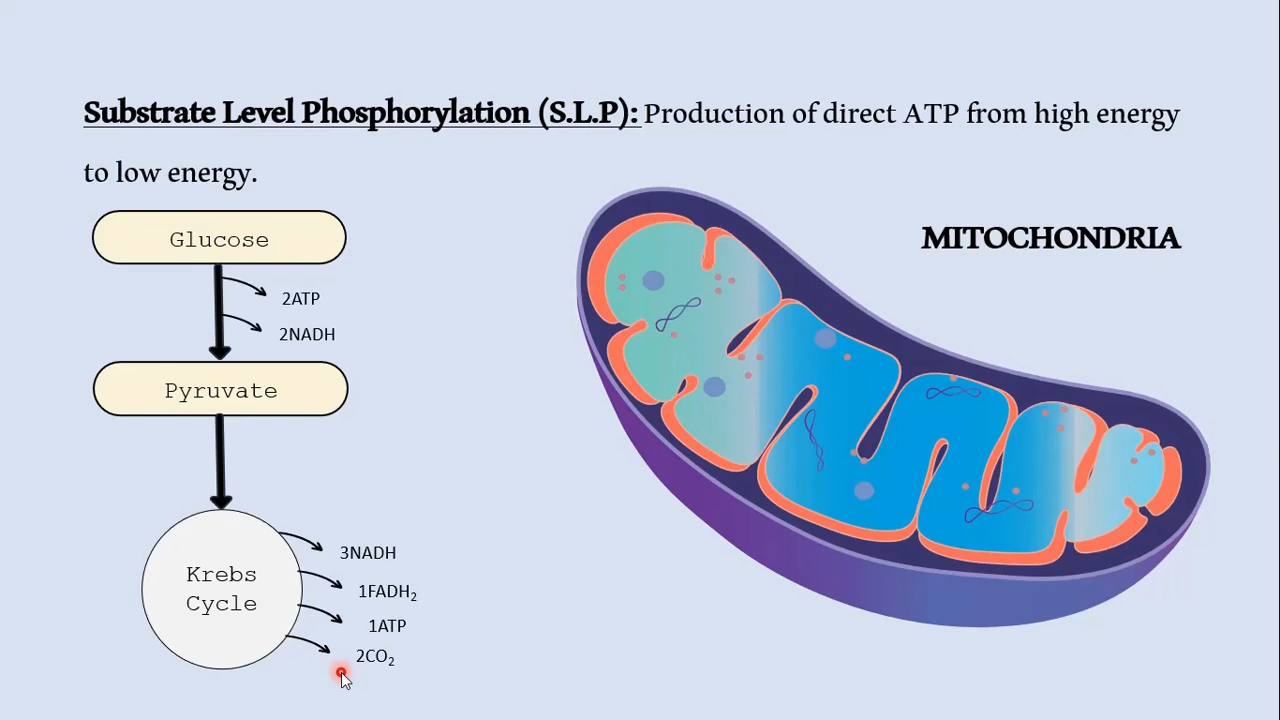 Substrate Level Phosphorylation (S.L.P): Production of direct ATP from high energy
to low energy.
MITOCHONDRIA
Glucose
2ATP
2NADH
Pyruvate
Krebs
Cycle
3NADH
1FADH₂
1ATP
2CO₂